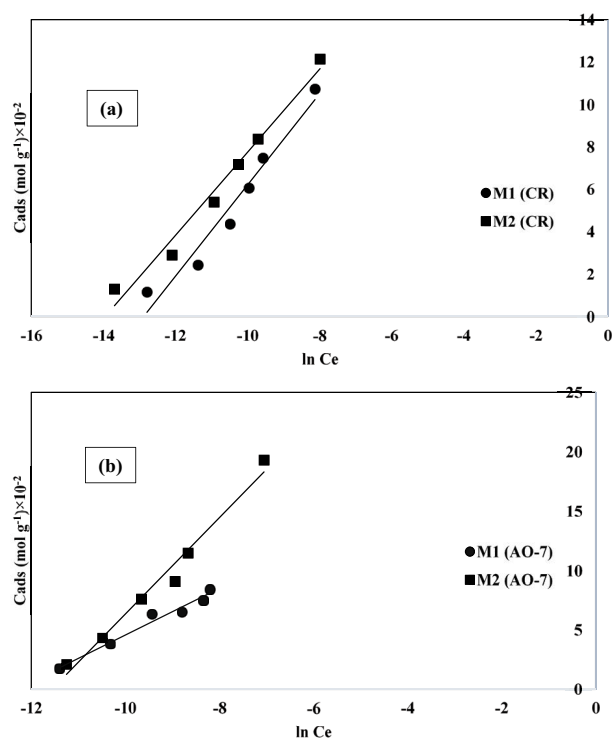 14
12
10
8
6
4
2
0
(a)
Cads (mol g⁻¹)×10⁻²
M1 (CR)
M2 (CR)
-16 -14 -12 -10 -8 -6 -4 -2 0
ln Ce
25
20
15
10
5
0
(b)
Cads (mol g⁻¹)×10⁻²
M1 (AO-7)
M2 (AO-7)
-12 -10 -8 -6 -4 -2 0
ln Ce